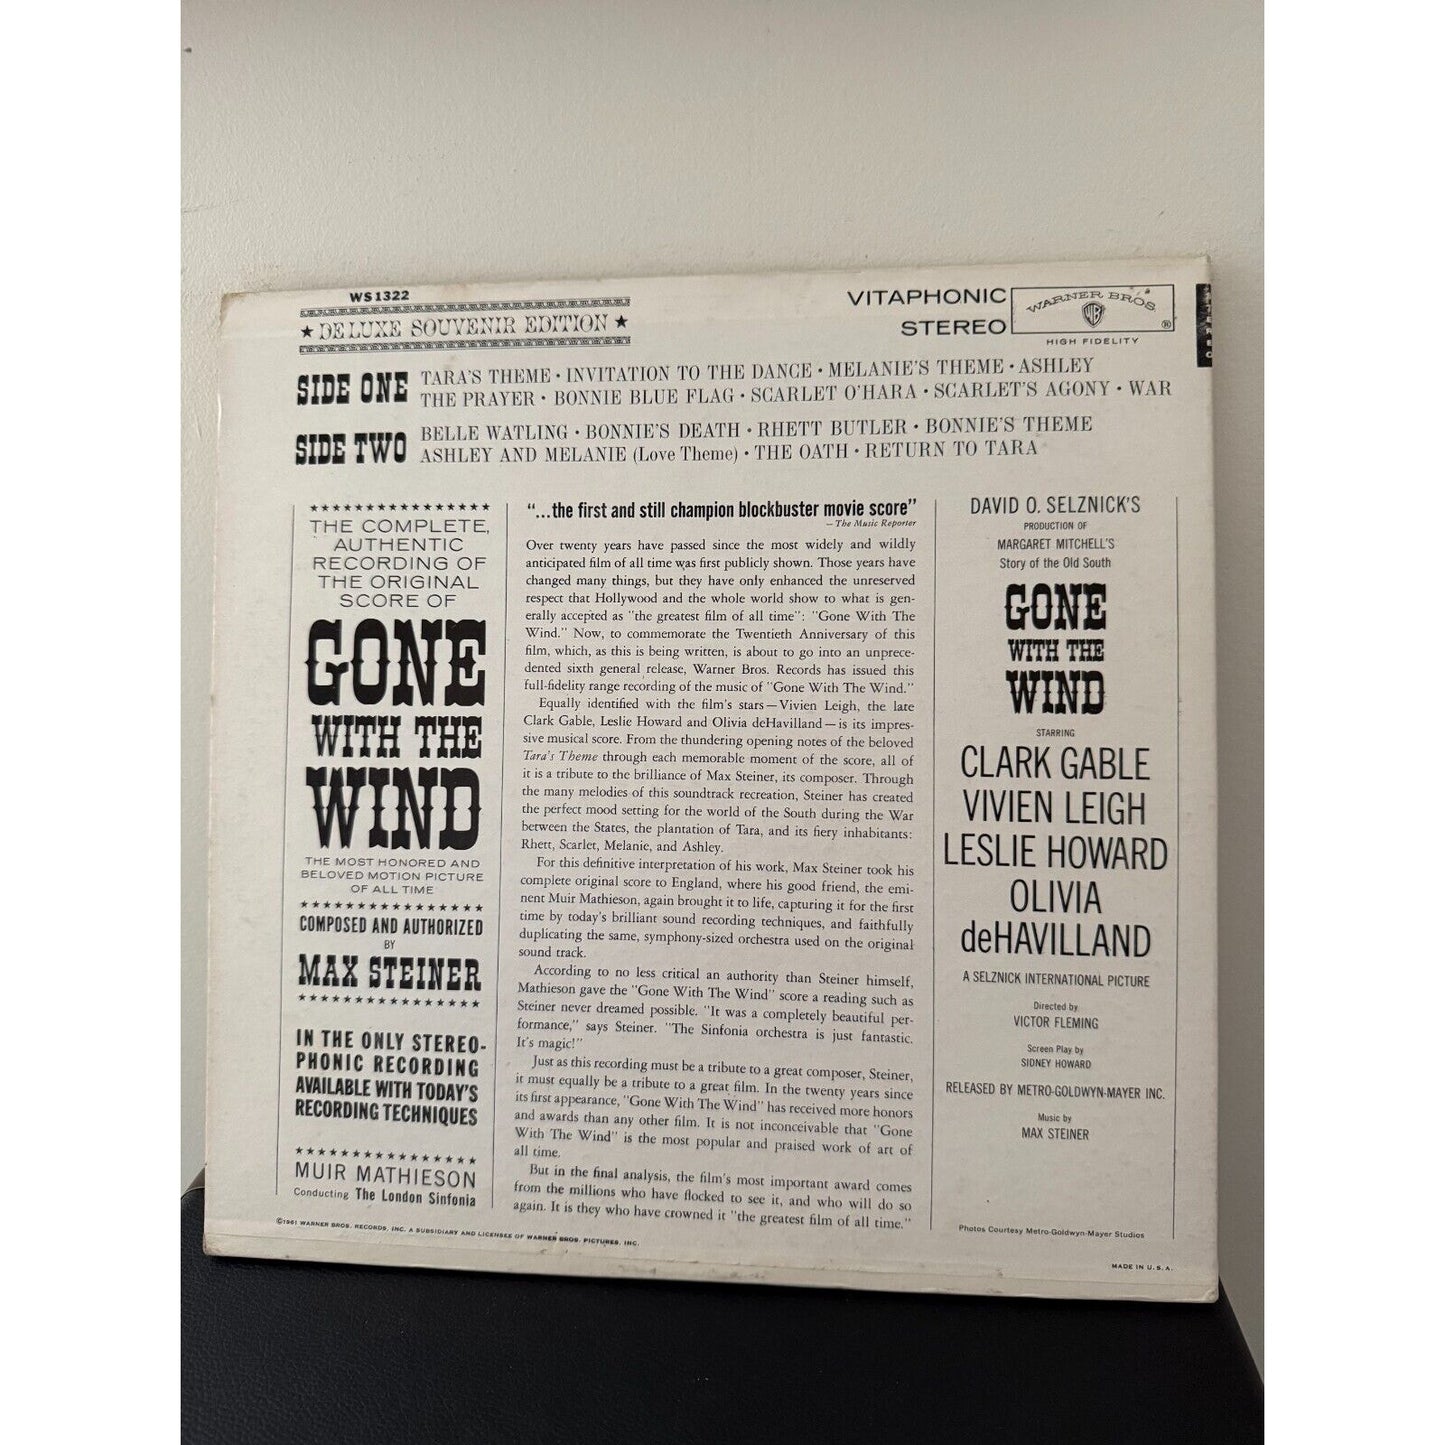 WS1322
★ DELUXE SOUVENIR EDITION ★
VITAPHONIC
STEREO
WARNER BROS.
WB
®
HIGH FIDELITY
SIDE ONE
TARA'S THEME • INVITATION TO THE DANCE • MELANIE'S THEME • ASHLEY
THE PRAYER • BONNIE BLUE FLAG • SCARLET O'HARA • SCARLET'S AGONY • WAR
SIDE TWO
BELLE WATLING • BONNIE'S DEATH • RHETT BUTLER • BONNIE'S THEME
ASHLEY AND MELANIE (Love Theme) • THE OATH • RETURN TO TARA
THE COMPLETE,
AUTHENTIC
RECORDING OF
THE ORIGINAL
SCORE OF
GONE
WITH THE
WIND
THE MOST HONORED AND
BELOVED MOTION PICTURE
OF ALL TIME
COMPOSED AND AUTHORIZED
BY
MAX STEINER
IN THE ONLY STEREO-
PHONIC RECORDING
AVAILABLE WITH TODAY'S
RECORDING TECHNIQUES
MUIR MATHIESON
Conducting The London Sinfonia
"...the first and still champion blockbuster movie score"
— The Music Reporter
Over twenty years have passed since the most widely and wildly
anticipated film of all time was first publicly shown. Those years have
changed many things, but they have only enhanced the unreserved
respect that Hollywood and the whole world show to what is gen-
erally accepted as "the greatest film of all time": "Gone With The
Wind." Now, to commemorate the Twentieth Anniversary of this
film, which, as this is being written, is about to go into an unprece-
dented sixth general release, Warner Bros. Records has issued this
full-fidelity range recording of the music of "Gone With The Wind."
Equally identified with the film's stars—Vivien Leigh, the late
Clark Gable, Leslie Howard and Olivia deHavilland—is its impres-
sive musical score. From the thundering opening notes of the beloved
Tara's Theme through each memorable moment of the score, all of
it is a tribute to the brilliance of Max Steiner, its composer. Through
the many melodies of this soundtrack recreation, Steiner has created
the perfect mood setting for the world of the South during the War
between the States, the plantation of Tara, and its fiery inhabitants:
Rhett, Scarlet, Melanie, and Ashley.
For this definitive interpretation of his work, Max Steiner took his
complete original score to England, where his good friend, the emi-
nent Muir Mathieson, again brought it to life, capturing it for the first
time by today's brilliant sound recording techniques, and faithfully
duplicating the same, symphony-sized orchestra used on the original
sound track.
According to no less critical an authority than Steiner himself,
Mathieson gave the "Gone With The Wind" score a reading such as
Steiner never dreamed possible. "It was a completely beautiful per-
formance," says Steiner. "The Sinfonia orchestra is just fantastic.
It's magic!"
Just as this recording must be a tribute to a great composer, Steiner,
it must equally be a tribute to a great film. In the twenty years since
its first appearance, "Gone With The Wind" has received more honors
and awards than any other film. It is not inconceivable that "Gone
With The Wind" is the most popular and praised work of art of
all time.
But in the final analysis, the film's most important award comes
from the millions who have flocked to see it, and who will do so
again. It is they who have crowned it "the greatest film of all time."
DAVID O. SELZNICK'S
PRODUCTION OF
MARGARET MITCHELL'S
Story of the Old South
GONE
WITH THE
WIND
STARRING
CLARK GABLE
VIVIEN LEIGH
LESLIE HOWARD
OLIVIA
deHAVILLAND
A SELZNICK INTERNATIONAL PICTURE
Directed by
VICTOR FLEMING
Screen Play by
SIDNEY HOWARD
RELEASED BY METRO-GOLDWYN-MAYER INC.
Music by
MAX STEINER
Photos Courtesy Metro-Goldwyn-Mayer Studios
©1961 WARNER BROS. RECORDS, INC. A SUBSIDIARY AND LICENSEE OF WARNER BROS. PICTURES, INC.
MADE IN U.S.A.